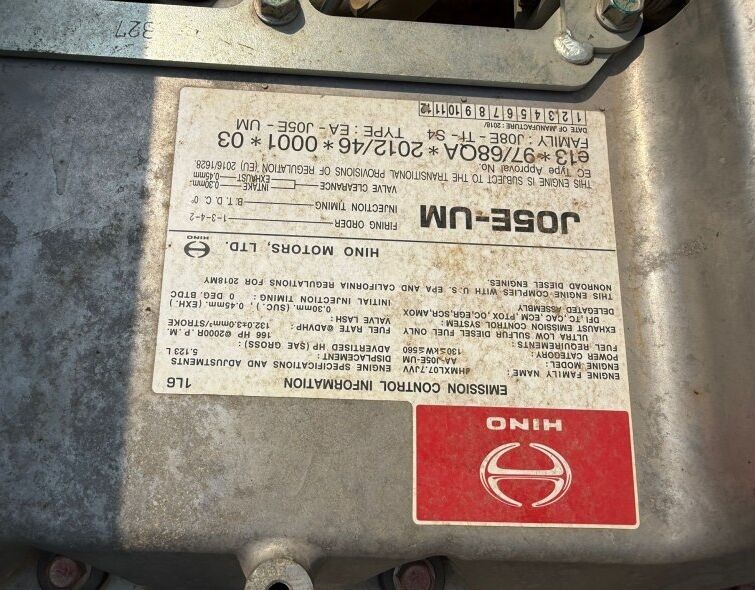 HINO
EMISSION CONTROL INFORMATION 1L6
ENGINE FAMILY NAME: JHMXL07.7JVV
ENGINE MODEL: AA-J05E-UM
POWER CATEGORY: 130≤KW≤560
FUEL REQUIREMENTS:
ULTRA LOW SULFUR DIESEL FUEL ONLY
EXHAUST EMISSION CONTROL SYSTEM:
DFI,TC,CAC,ECM,PTOX,OC,EGR,SCR,AMOX
DELEGATED ASSEMBLY
ENGINE SPECIFICATIONS AND ADJUSTMENTS
DISPLACEMENT: 5.123 L
ADVERTISED HP (SAE GROSS)
166 HP @2000R.P.M.
FUEL RATE @ADVHP: 132±3.0mm³/STROKE
VALVE LASH:
0.30mm. (SUC), 0.45mm. (EXH.)
INITIAL INJECTION TIMING: 0 DEG. BTDC
THIS ENGINE COMPLIES WITH U.S. EPA AND CALIFORNIA REGULATIONS FOR 2018MY
NONROAD DIESEL ENGINES.
HINO MOTORS, LTD. HINO
J05E-UM
FIRING ORDER 1-3-4-2
INJECTION TIMING B.T.D.C. 0°
VALVE CLEARANCE INTAKE 0.30mm.
EXHAUST 0.45mm
THIS ENGINE IS SUBJECT TO THE TRANSITIONAL PROVISIONS OF REGULATION (EU) 2016/1628
EC Type Approval No.
e13*97/68QA*2012/46*0001*03
FAMILY: J08E-TI-S4 TYPE: EA-J05E-UM
DATE OF MANUFACTURE: 2018/
1 2 3 4 5 6 7 8 9 10 11 12
327